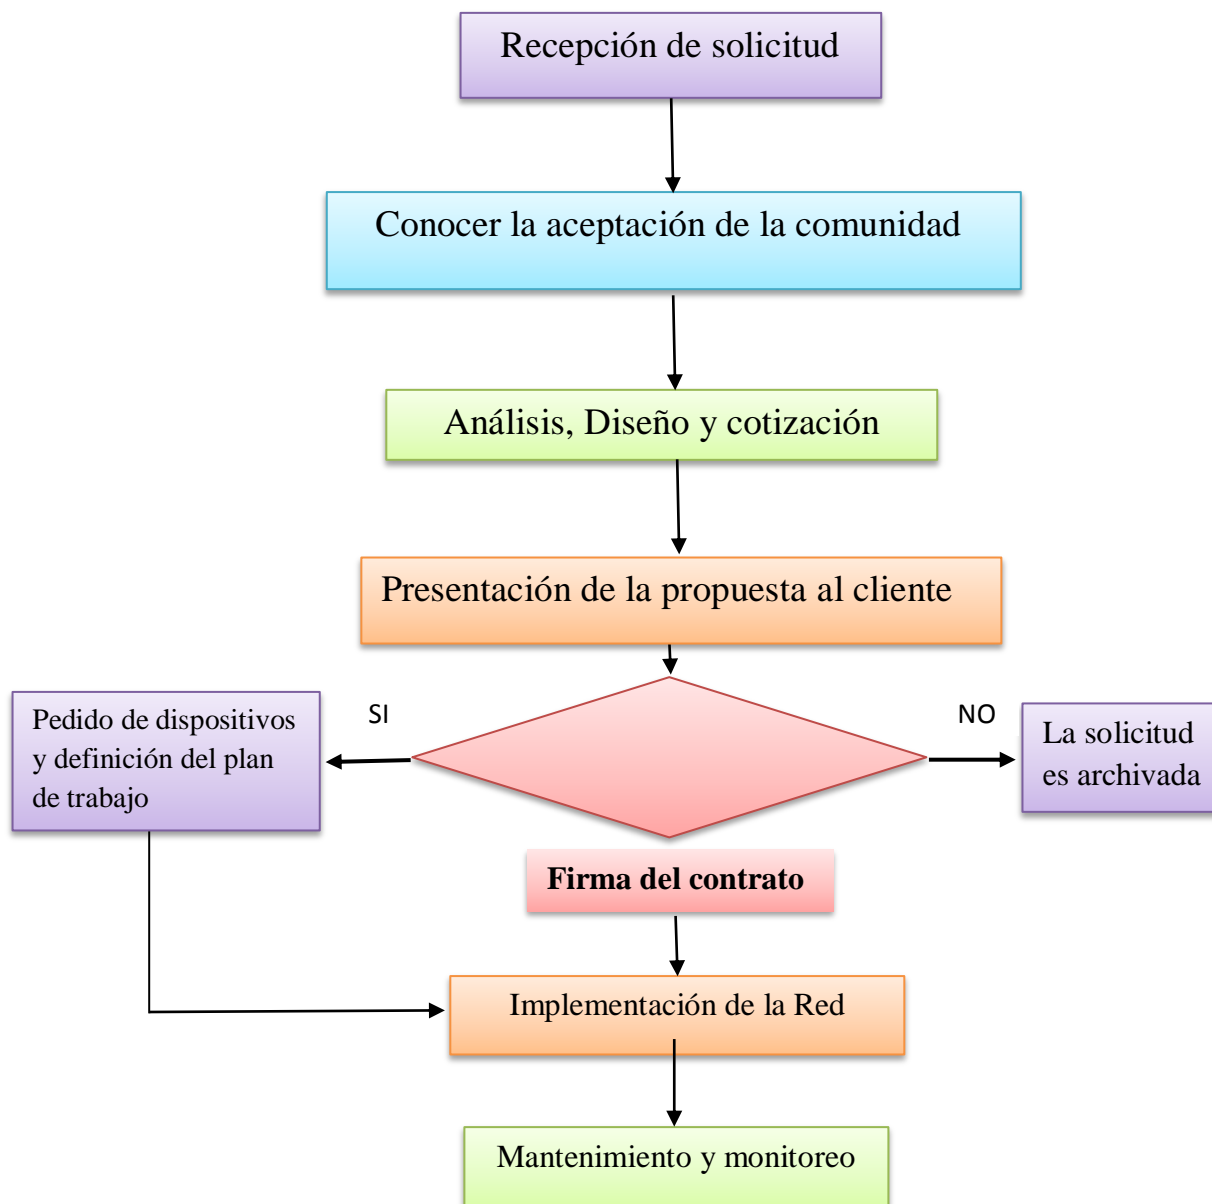 Recepción de solicitud
Conocer la aceptación de la comunidad
Análisis, Diseño y cotización
Presentación de la propuesta al cliente
SI
NO
Pedido de dispositivos
y definición del plan
de trabajo
La solicitud
es archivada
Firma del contrato
Implementación de la Red
Mantenimiento y monitoreo